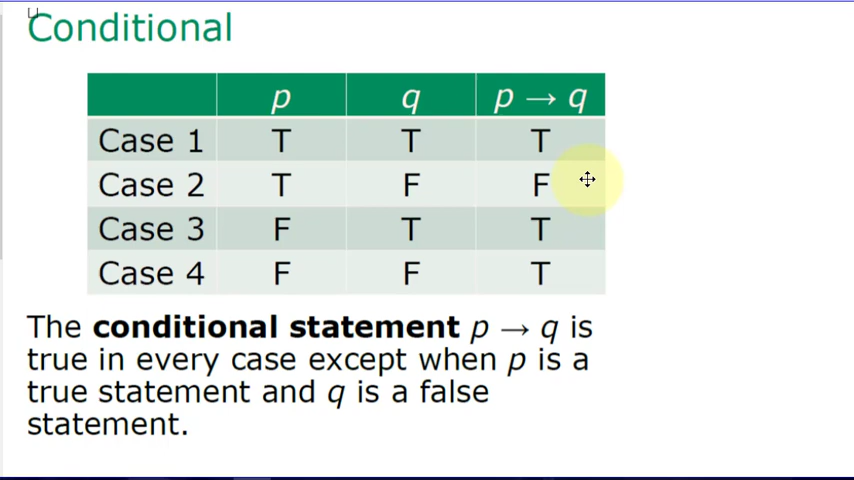 Conditional
p q p → q
Case 1 T T T
Case 2 T F F
Case 3 F T T
Case 4 F F T
The conditional statement p → q is
true in every case except when p is a
true statement and q is a false
statement.